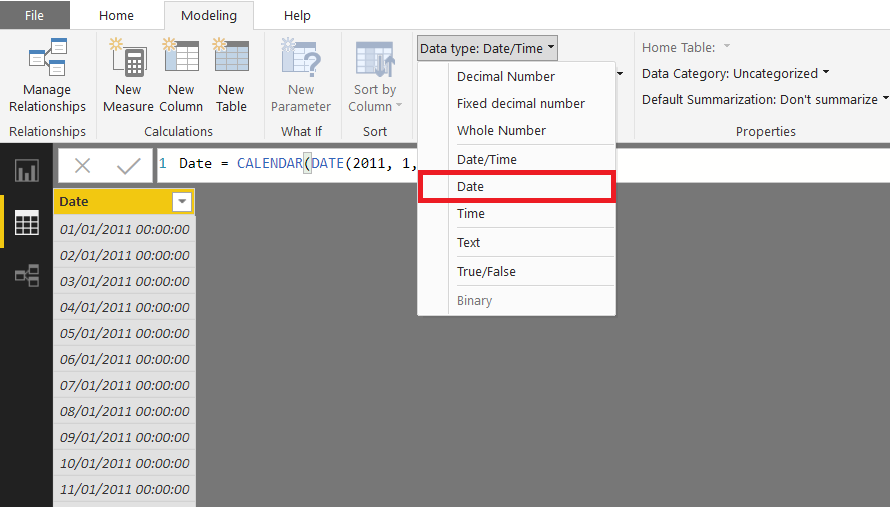 File Home Modeling Help
Manage Relationships
New Measure
New Column
New Table
New Parameter
Sort by Column
Relationships Calculations What If Sort Properties
Data type: Date/Time
Decimal Number
Fixed decimal number
Whole Number
Date/Time
Date
Time
Text
True/False
Binary
Home Table:
Data Category: Uncategorized
Default Summarization: Don't summarize
1 Date = CALENDAR(DATE(2011, 1,
Date
01/01/2011 00:00:00
02/01/2011 00:00:00
03/01/2011 00:00:00
04/01/2011 00:00:00
05/01/2011 00:00:00
06/01/2011 00:00:00
07/01/2011 00:00:00
08/01/2011 00:00:00
09/01/2011 00:00:00
10/01/2011 00:00:00
11/01/2011 00:00:00